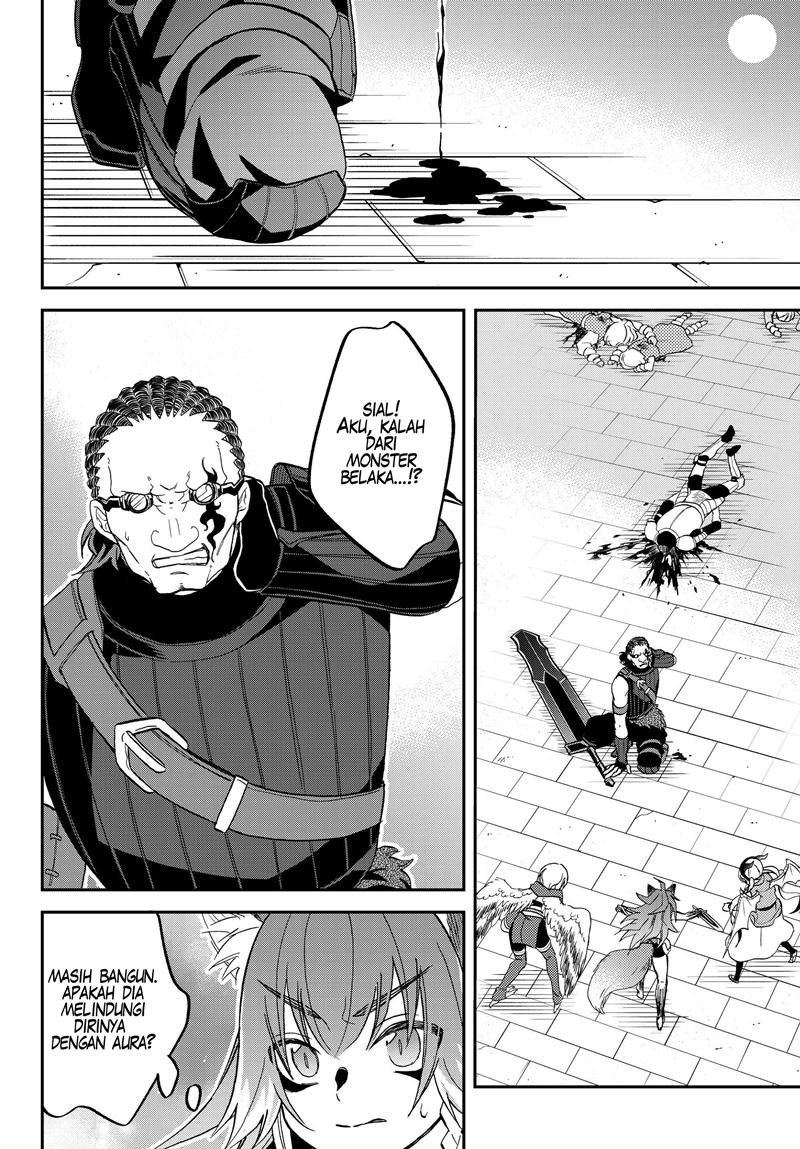 SIAL!
AKU, KALAH
DARI
MONSTER
BELAKA...!?
MASIH BANGUN.
APAKAH DIA
MELINDUNGI
DIRINYA
DENGAN AURA?